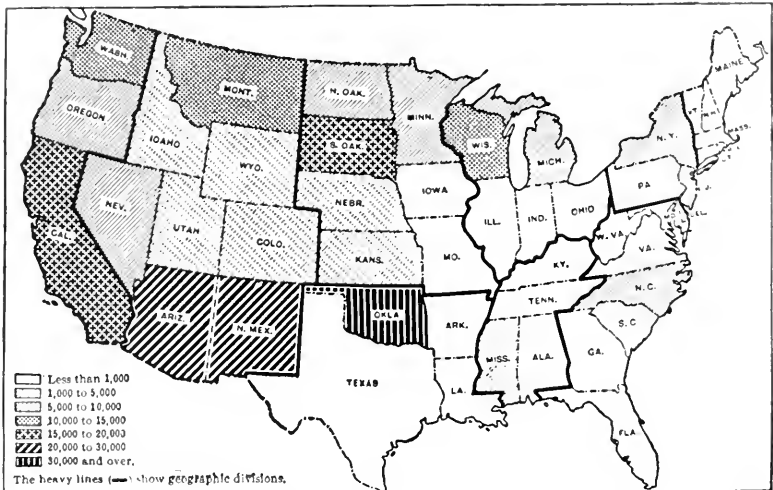 WASH.
MONT.
N. DAK.
MINN.
MAINE
OREGON
IDAHO
S. DAK.
WIS.
MICH.
N.Y.
VT.
N.H.
MASS.
WYO.
IOWA
PA
J.
NEV.
NEBR.
ILL.
IND.
OHIO
DEL.
UTAH
COLO.
W. VA.
VA.
CAL.
KANS.
MO.
KY.
N.C.
TENN.
ARIZ.
N. MEX.
OKLA
ARK.
S.C
MISS.
ALA.
GA.
TEXAS
LA.
FLA.
Less than 1,000
1,000 to 5,000
5,000 to 10,000
10,000 to 15,000
15,000 to 20,000
20,000 to 30,000
30,000 and over.
The heavy lines (━) show geographic divisions.